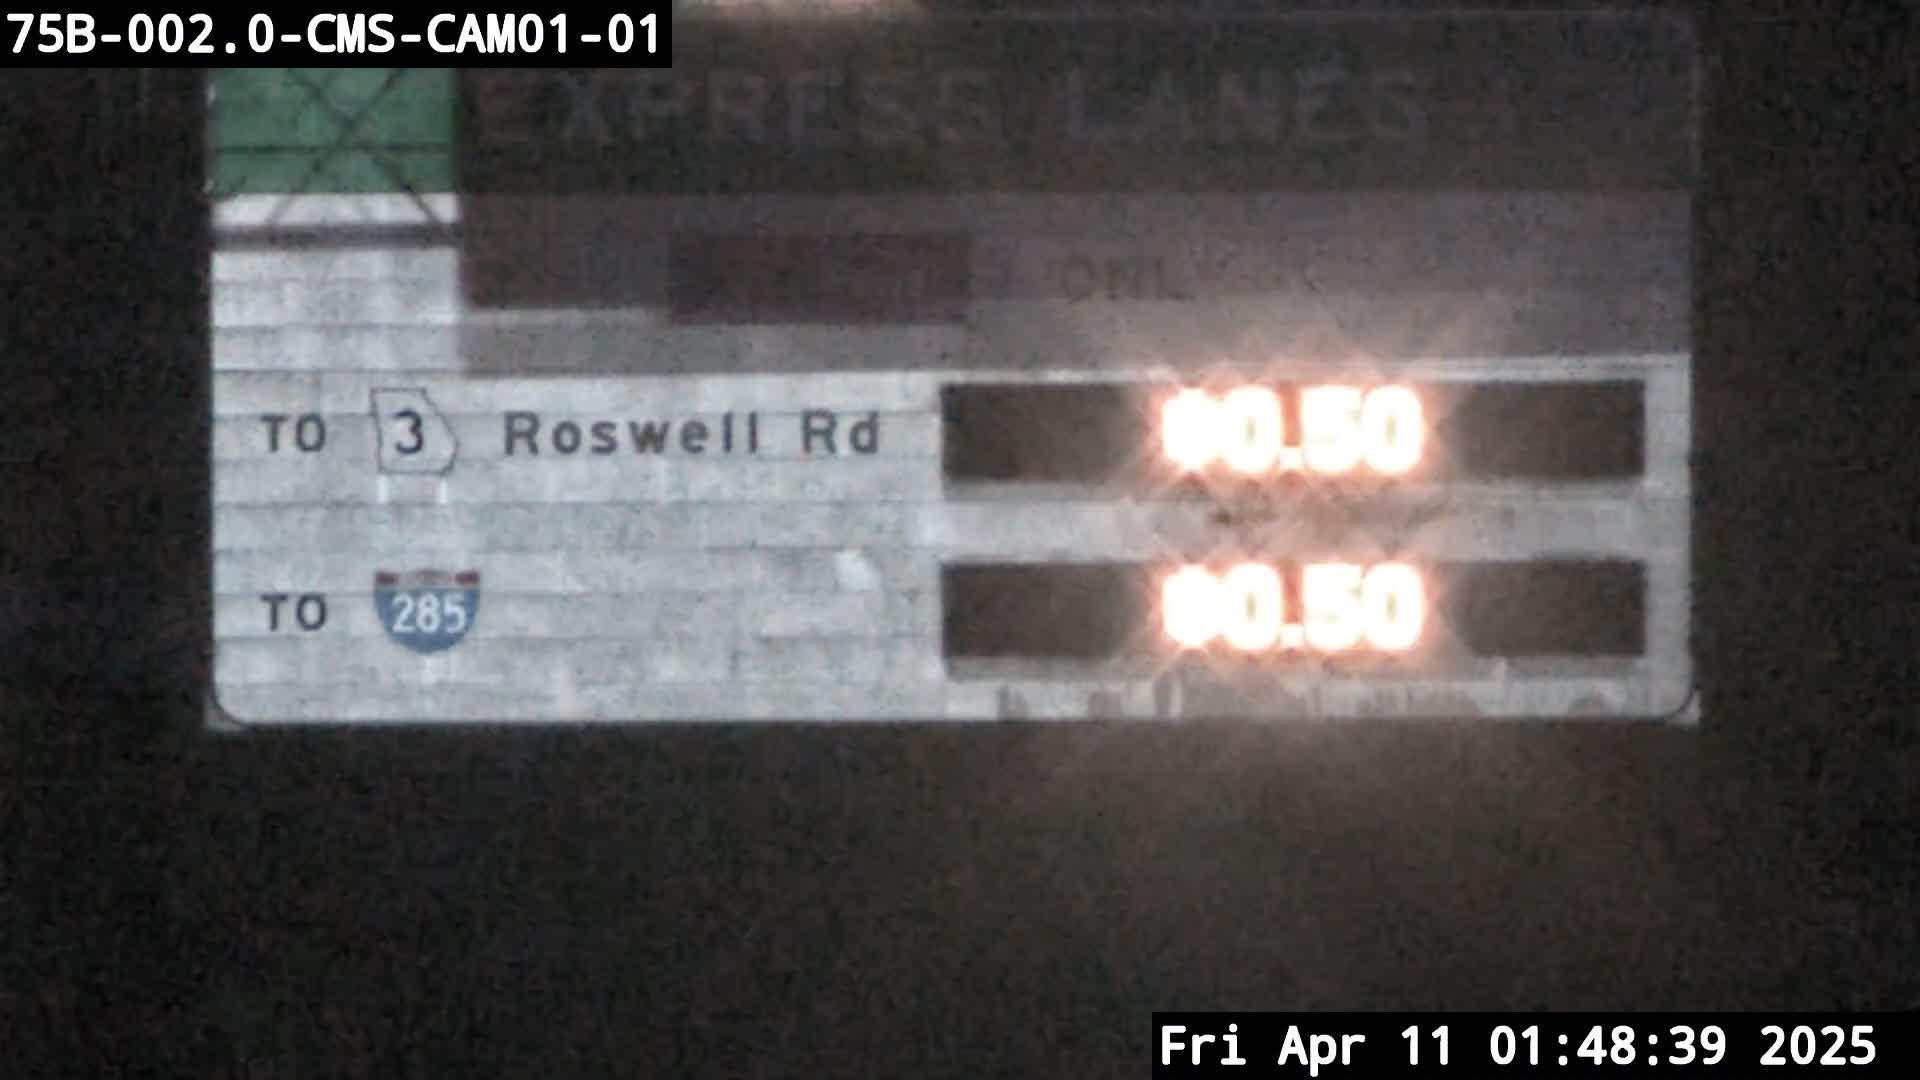 75B-002.0-CMS-CAM01-01
EXPRESS LANES
ONLY
TO 3 Roswell Rd $0.50
TO 285 $0.50
Fri Apr 11 01:48:39 2025